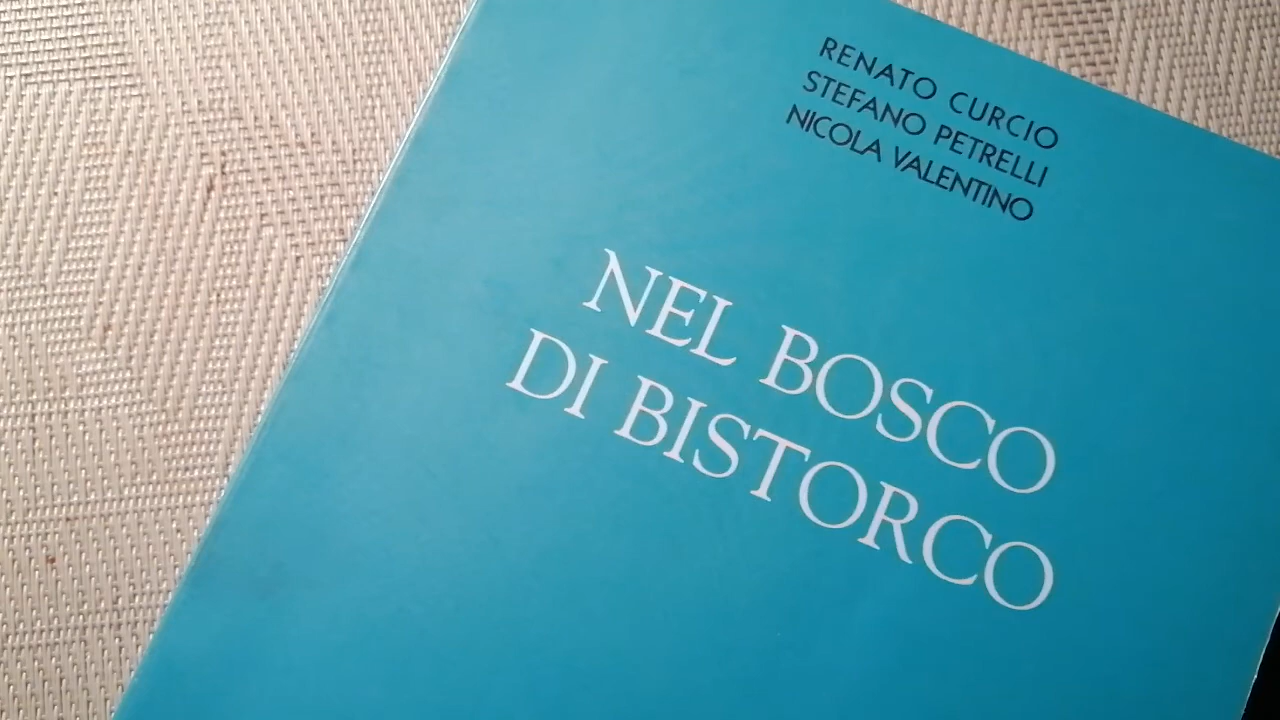 RENATO CURCIO
STEFANO PETRELLI
NICOLA VALENTINO
NEL BOSCO
DI BISTORCO